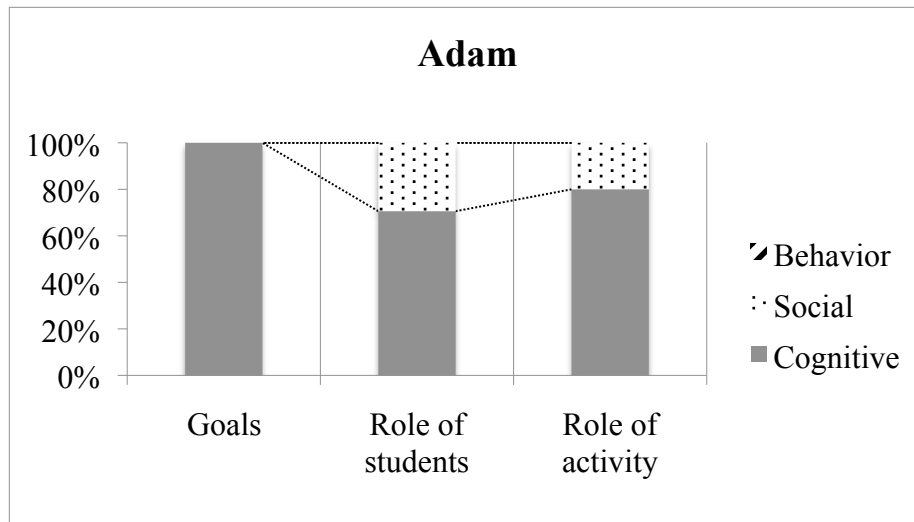 Adam
100%
80%
60%
40%
20%
0%
Goals
Role of
students
Role of
activity
Behavior
Social
Cognitive